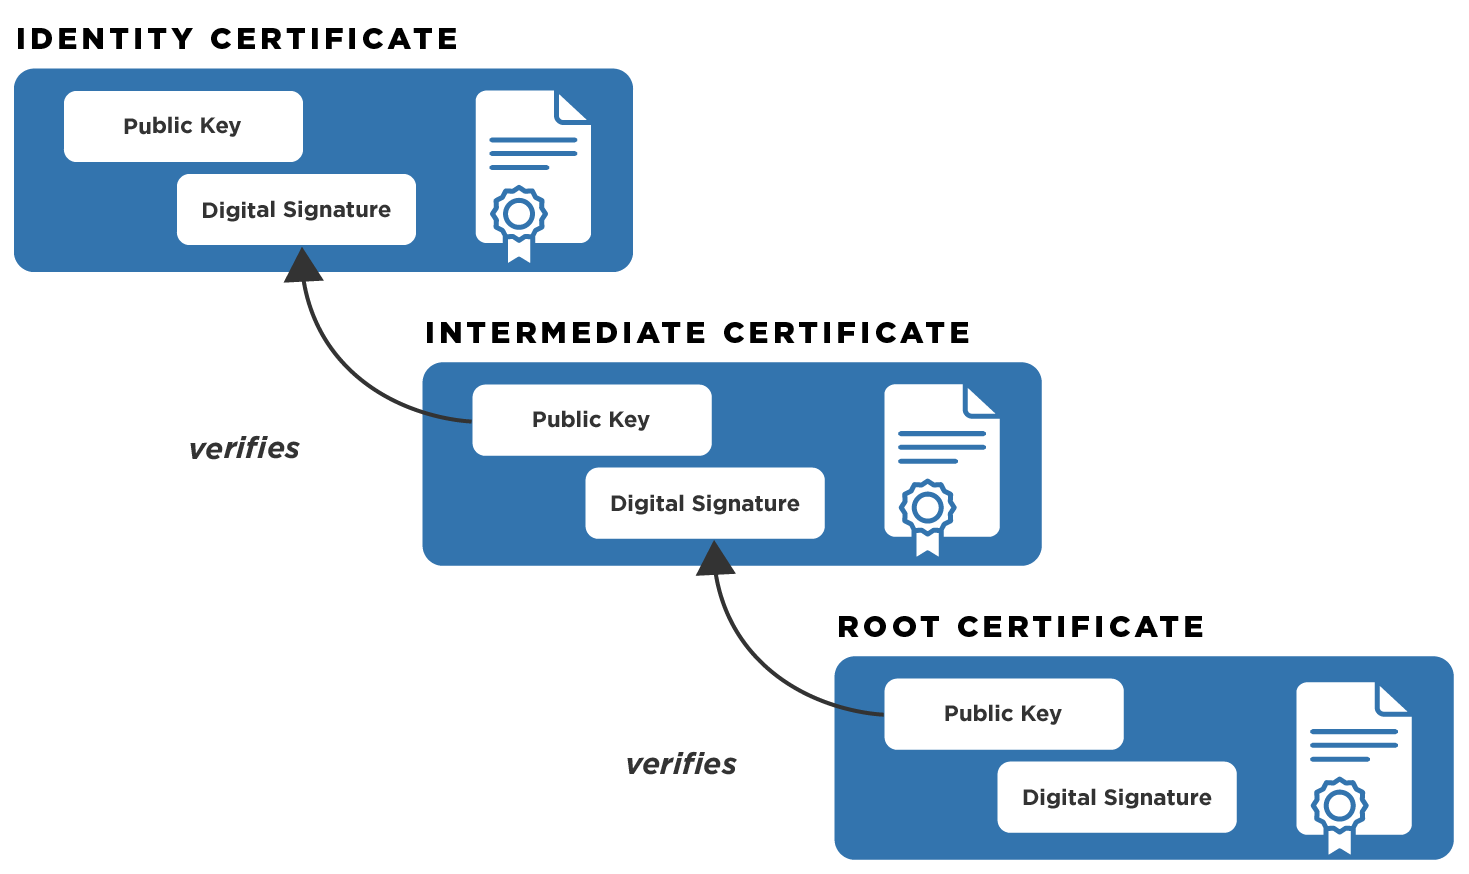 IDENTITY CERTIFICATE
Public Key
Digital Signature
INTERMEDIATE CERTIFICATE
Public Key
verifies
Digital Signature
ROOT CERTIFICATE
Public Key
verifies
Digital Signature